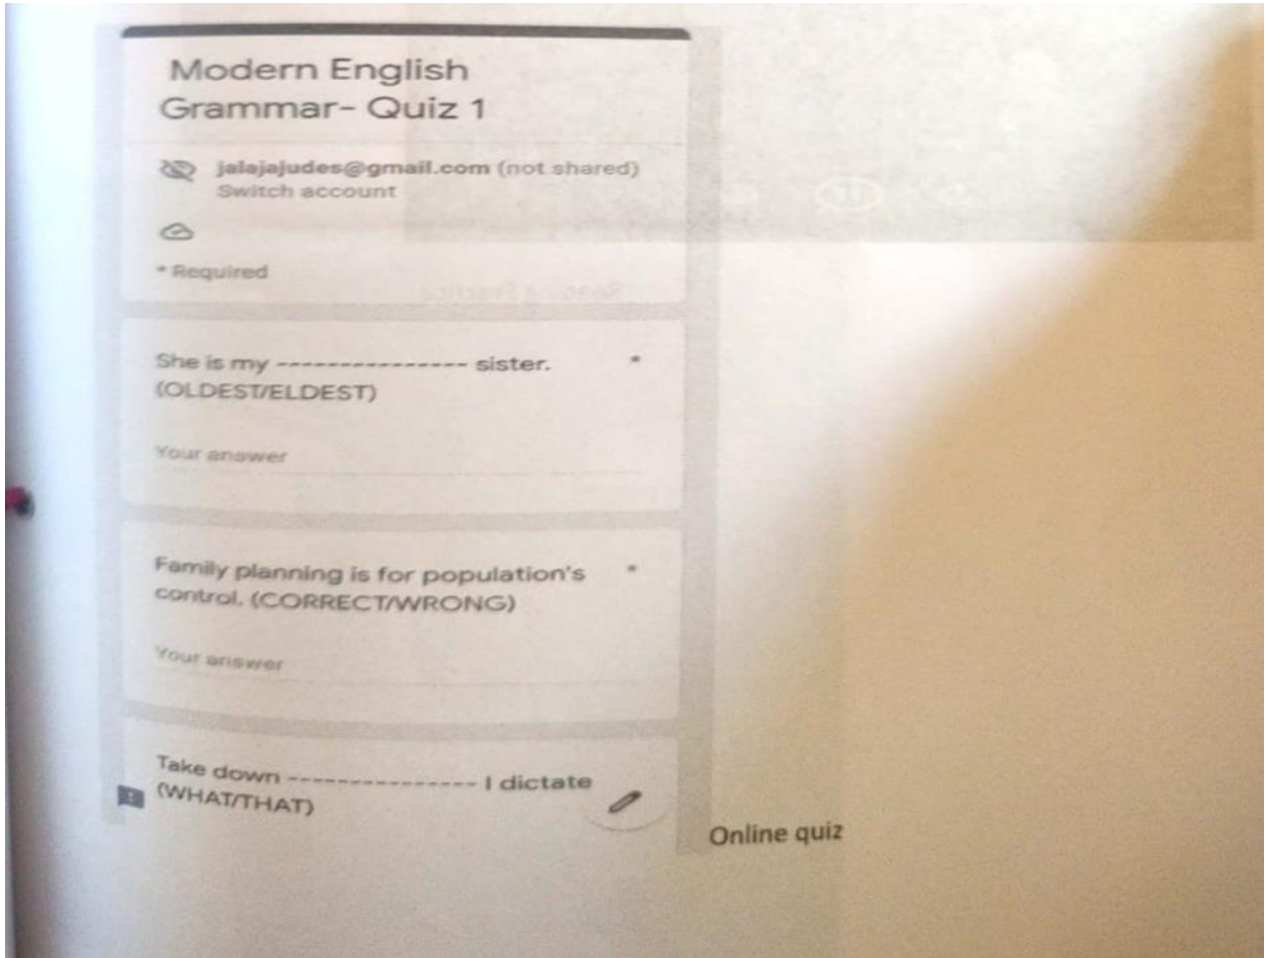 Modern English
Grammar- Quiz 1
jalajajudes@gmail.com (not shared)
Switch account
* Required
She is my --------------- sister. *
(OLDEST/ELDEST)
Your answer
Family planning is for population's *
control. (CORRECT/WRONG)
Your answer
Take down --------------- I dictate
(WHAT/THAT)
Online quiz